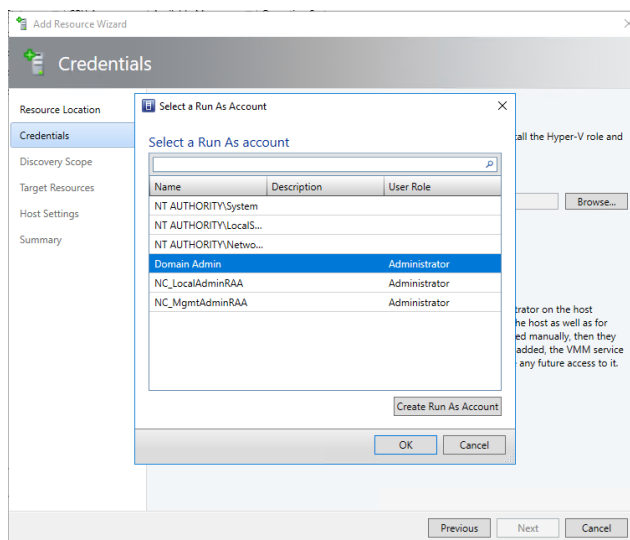 Add Resource Wizard
Credentials
Resource Location
Credentials
Discovery Scope
Target Resources
Host Settings
Summary
Select a Run As Account
Select a Run As account
Name Description User Role
NT AUTHORITY\System
NT AUTHORITY\LocalS...
NT AUTHORITY\Netwo...
Domain Admin Administrator
NC_LocalAdminRAA Administrator
NC_MgmtAdminRAA Administrator
Create Run As Account
OK Cancel
all the Hyper-V role and
Browse...
trator on the host
he host as well as for
ed manually, then they
added, the VMM service
any future access to it.
Previous Next Cancel